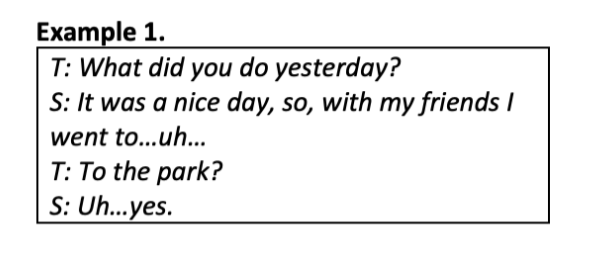 Example 1.
T: What did you do yesterday?
S: It was a nice day, so, with my friends I
went to...uh...
T: To the park?
S: Uh...yes.